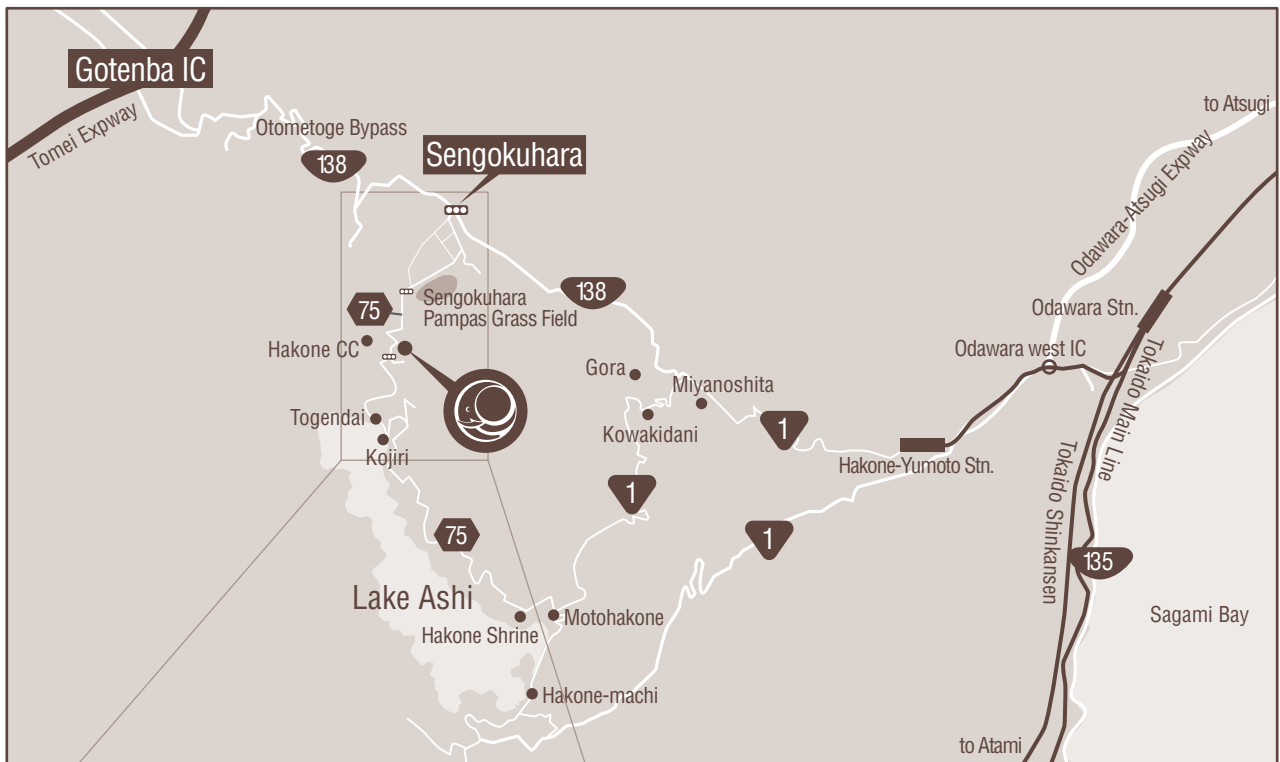 Gotenba IC
Tomei Expway
Otometoge Bypass
138
Sengokuhara
to Atsugi
Odawara-Atsugi Expway
138
75
Sengokuhara
Pampas Grass Field
Hakone CC
Odawara Stn.
Odawara west IC
Tokaido Main Line
Gora
Miyanoshita
Togendai
Kowakidani
1
Kojiri
Hakone-Yumoto Stn.
1
75
1
Tokaido Shinkansen
135
Lake Ashi
Motohakone
Hakone Shrine
Sagami Bay
Hakone-machi
to Atami